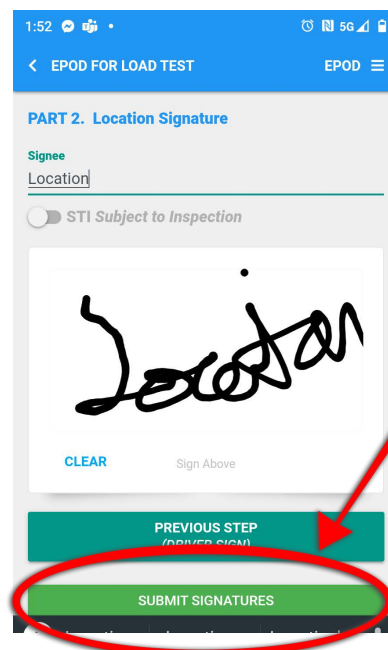 1:52 5G
EPOD FOR LOAD TEST EPOD
PART 2. Location Signature
Signee
Location
STI Subject to Inspection
Location
CLEAR Sign Above
PREVIOUS STEP
(DRIVER SIGN)
SUBMIT SIGNATURES